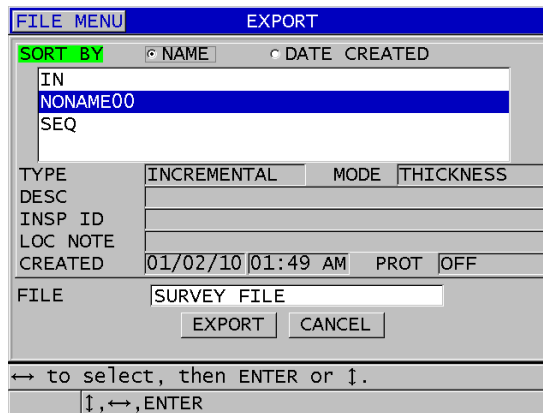 FILE MENU EXPORT
SORT BY NAME DATE CREATED
IN
NONAME00
SEQ
TYPE INCREMENTAL MODE THICKNESS
DESC
INSP ID
LOC NOTE
CREATED 01/02/10 01:49 AM PROT OFF
FILE SURVEY FILE
EXPORT CANCEL
↔ to select, then ENTER or ↕.
↕,↔,ENTER